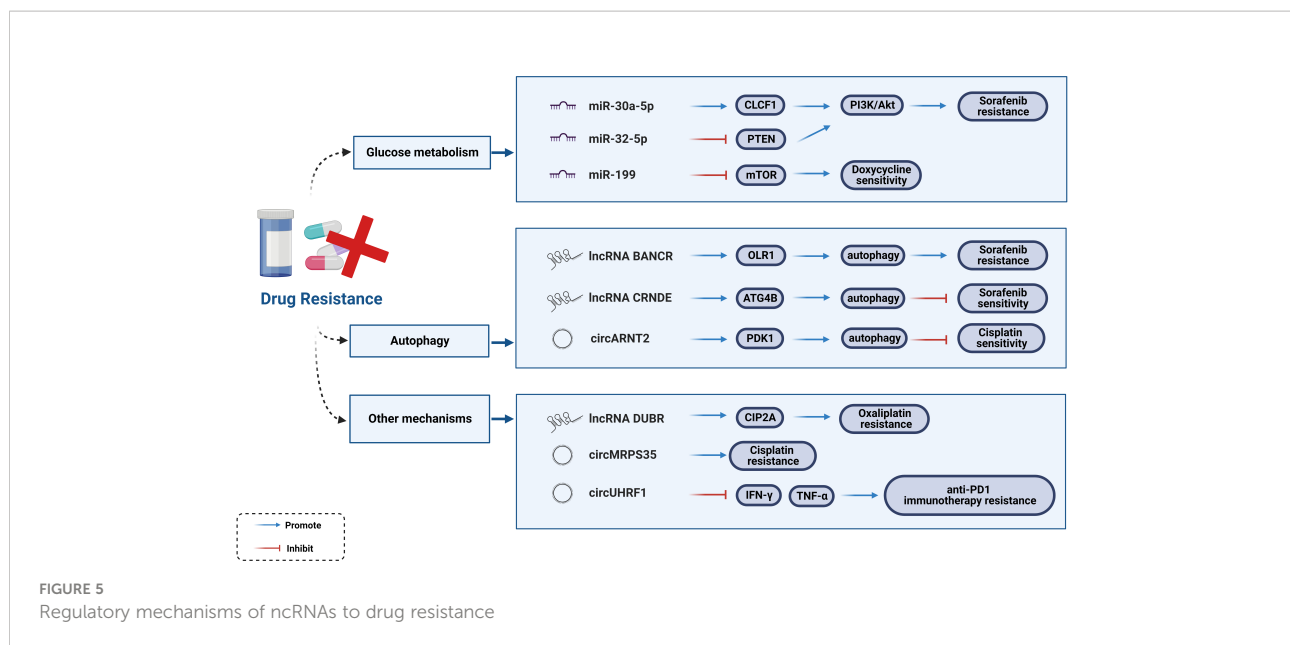 miR-30a-5p
CLCF1
PI3K/Akt
Sorafenib
resistance
miR-32-5p
PTEN
Glucose metabolism
miR-199
mTOR
Doxycycline
sensitivity
Drug Resistance
lncRNA BANCR
OLR1
autophagy
Sorafenib
resistance
lncRNA CRNDE
ATG4B
autophagy
Sorafenib
sensitivity
Autophagy
circARNT2
PDK1
autophagy
Cisplatin
sensitivity
Other mechanisms
lncRNA DUBR
CIP2A
Oxaliplatin
resistance
circMRPS35
Cisplatin
resistance
circUHRF1
IFN-γ
TNF-α
anti-PD1
immunotherapy resistance
Promote
Inhibit
FIGURE 5
Regulatory mechanisms of ncRNAs to drug resistance